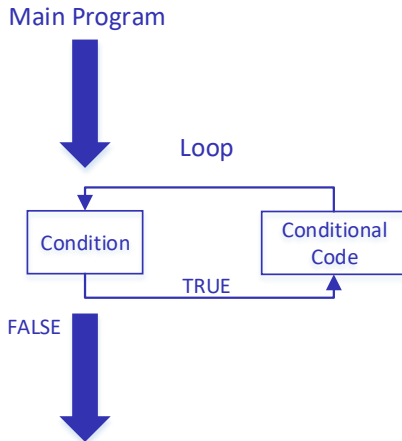 Main Program
Loop
Condition
Conditional
Code
TRUE
FALSE